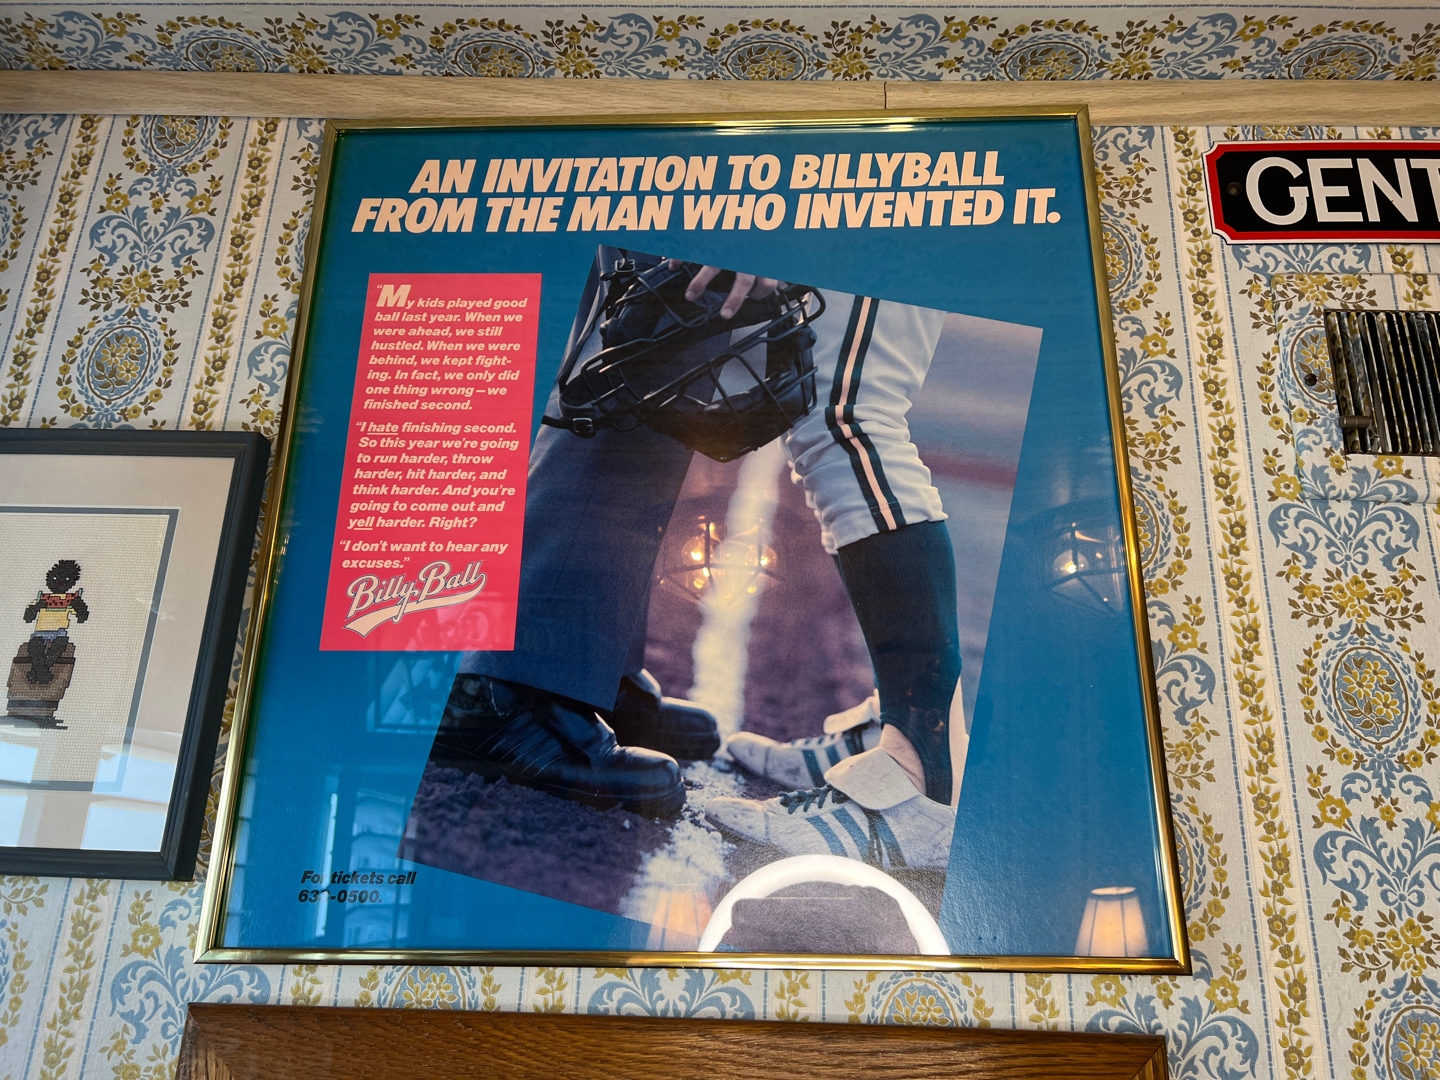 AN INVITATION TO BILLYBALL
FROM THE MAN WHO INVENTED IT.
"My kids played good
ball last year. When we
were ahead, we still
hustled. When we were
behind, we kept fight-
ing. In fact, we only did
one thing wrong—we
finished second.
"I hate finishing second.
So this year we're going
to run harder, throw
harder, hit harder, and
think harder. And you're
going to come out and
yell harder. Right?
"I don't want to hear any
excuses."
Billy Ball
For tickets call
GENT